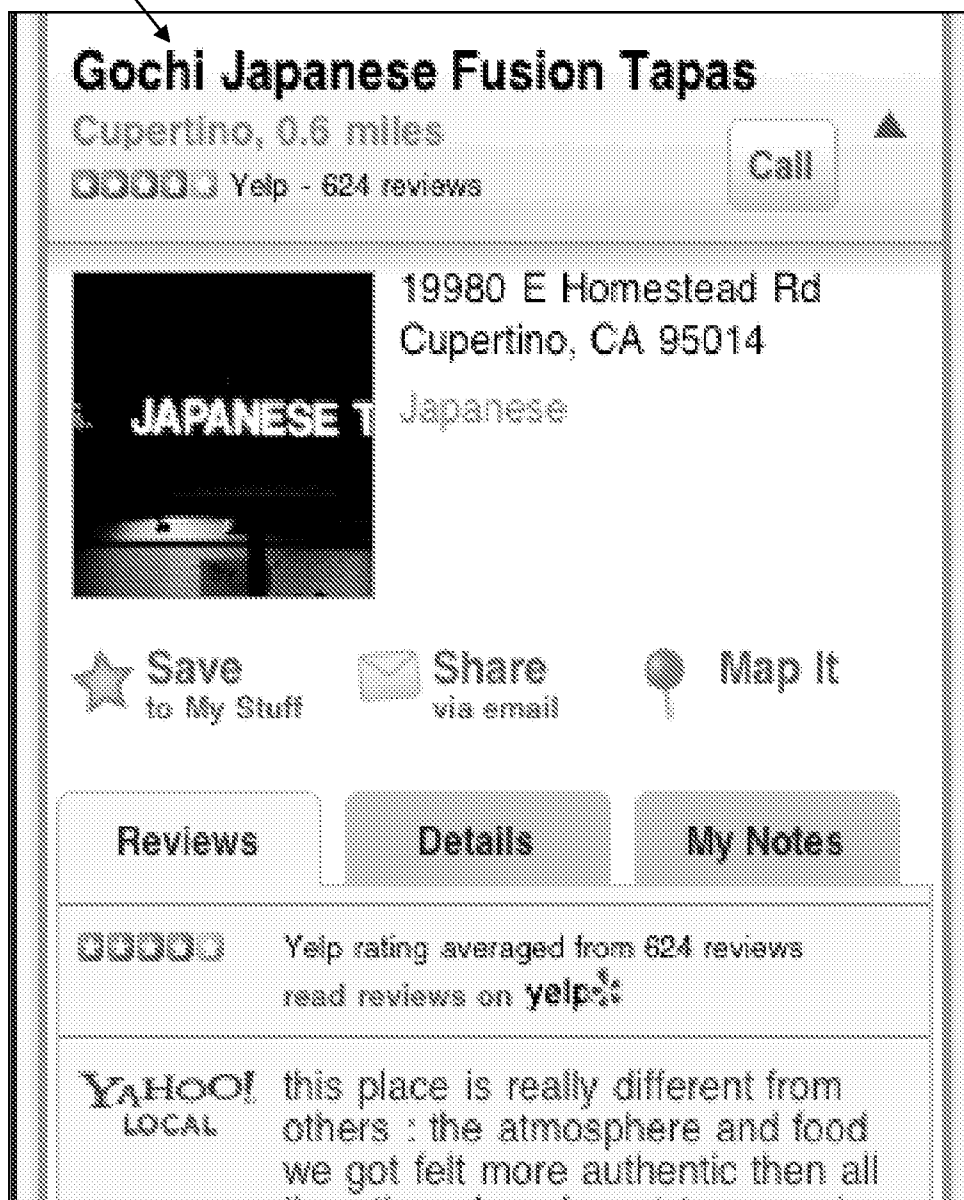 Gochi Japanese Fusion Tapas
Cupertino, 0.6 miles
Call
Yelp - 624 reviews
19980 E Homestead Rd
Cupertino, CA 95014
Japanese
JAPANESE T
Save
to My Stuff
Share
via email
Map It
Reviews
Details
My Notes
Yelp rating averaged from 624 reviews
read reviews on yelp
YAHOO!
LOCAL
this place is really different from
others : the atmosphere and food
we got felt more authentic then all